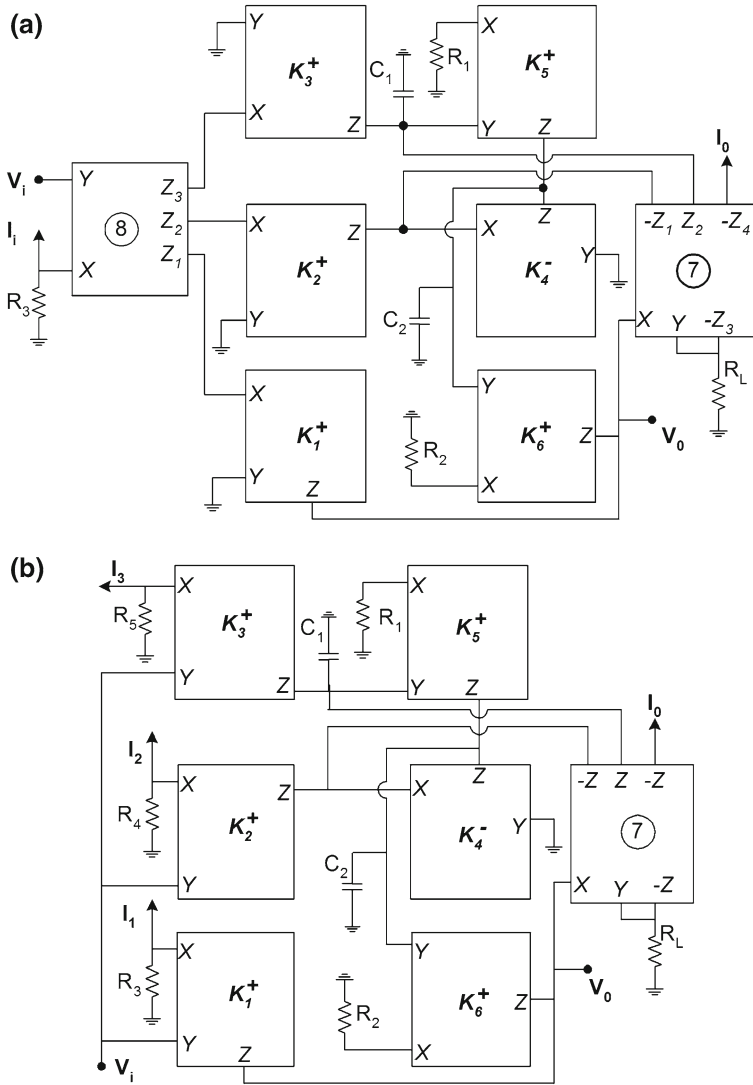 (a)
Y
K3+
X
Z
C1
R1
X
K5+
Y
Z
I0
Vi
Y
Z3
Ii
8
Z2
X
Z1
R3
X
Z
K2+
Y
X
Z
K4-
Y
C2
-Z1 Z2 -Z4
7
X
Y -Z3
RL
X
K1+
Y
Z
R2
Y
K6+
Z
X
V0
(b)
I3
X
R5
K3+
Y
Z
C1
R1
X
K5+
Y
Z
I0
I2
X
R4
Z
K2+
Y
X
Z
K4-
Y
C2
-Z Z -Z
7
X
Y -Z
RL
I1
X
R3
K1+
Y
Z
Vi
R2
Y
K6+
Z
X
V0